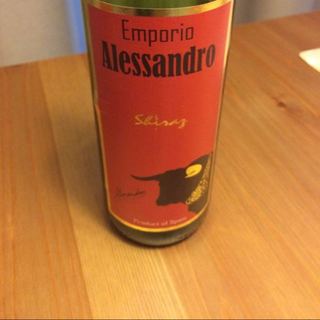 Emporio
Alessandro
Shiraz
Product of Spain